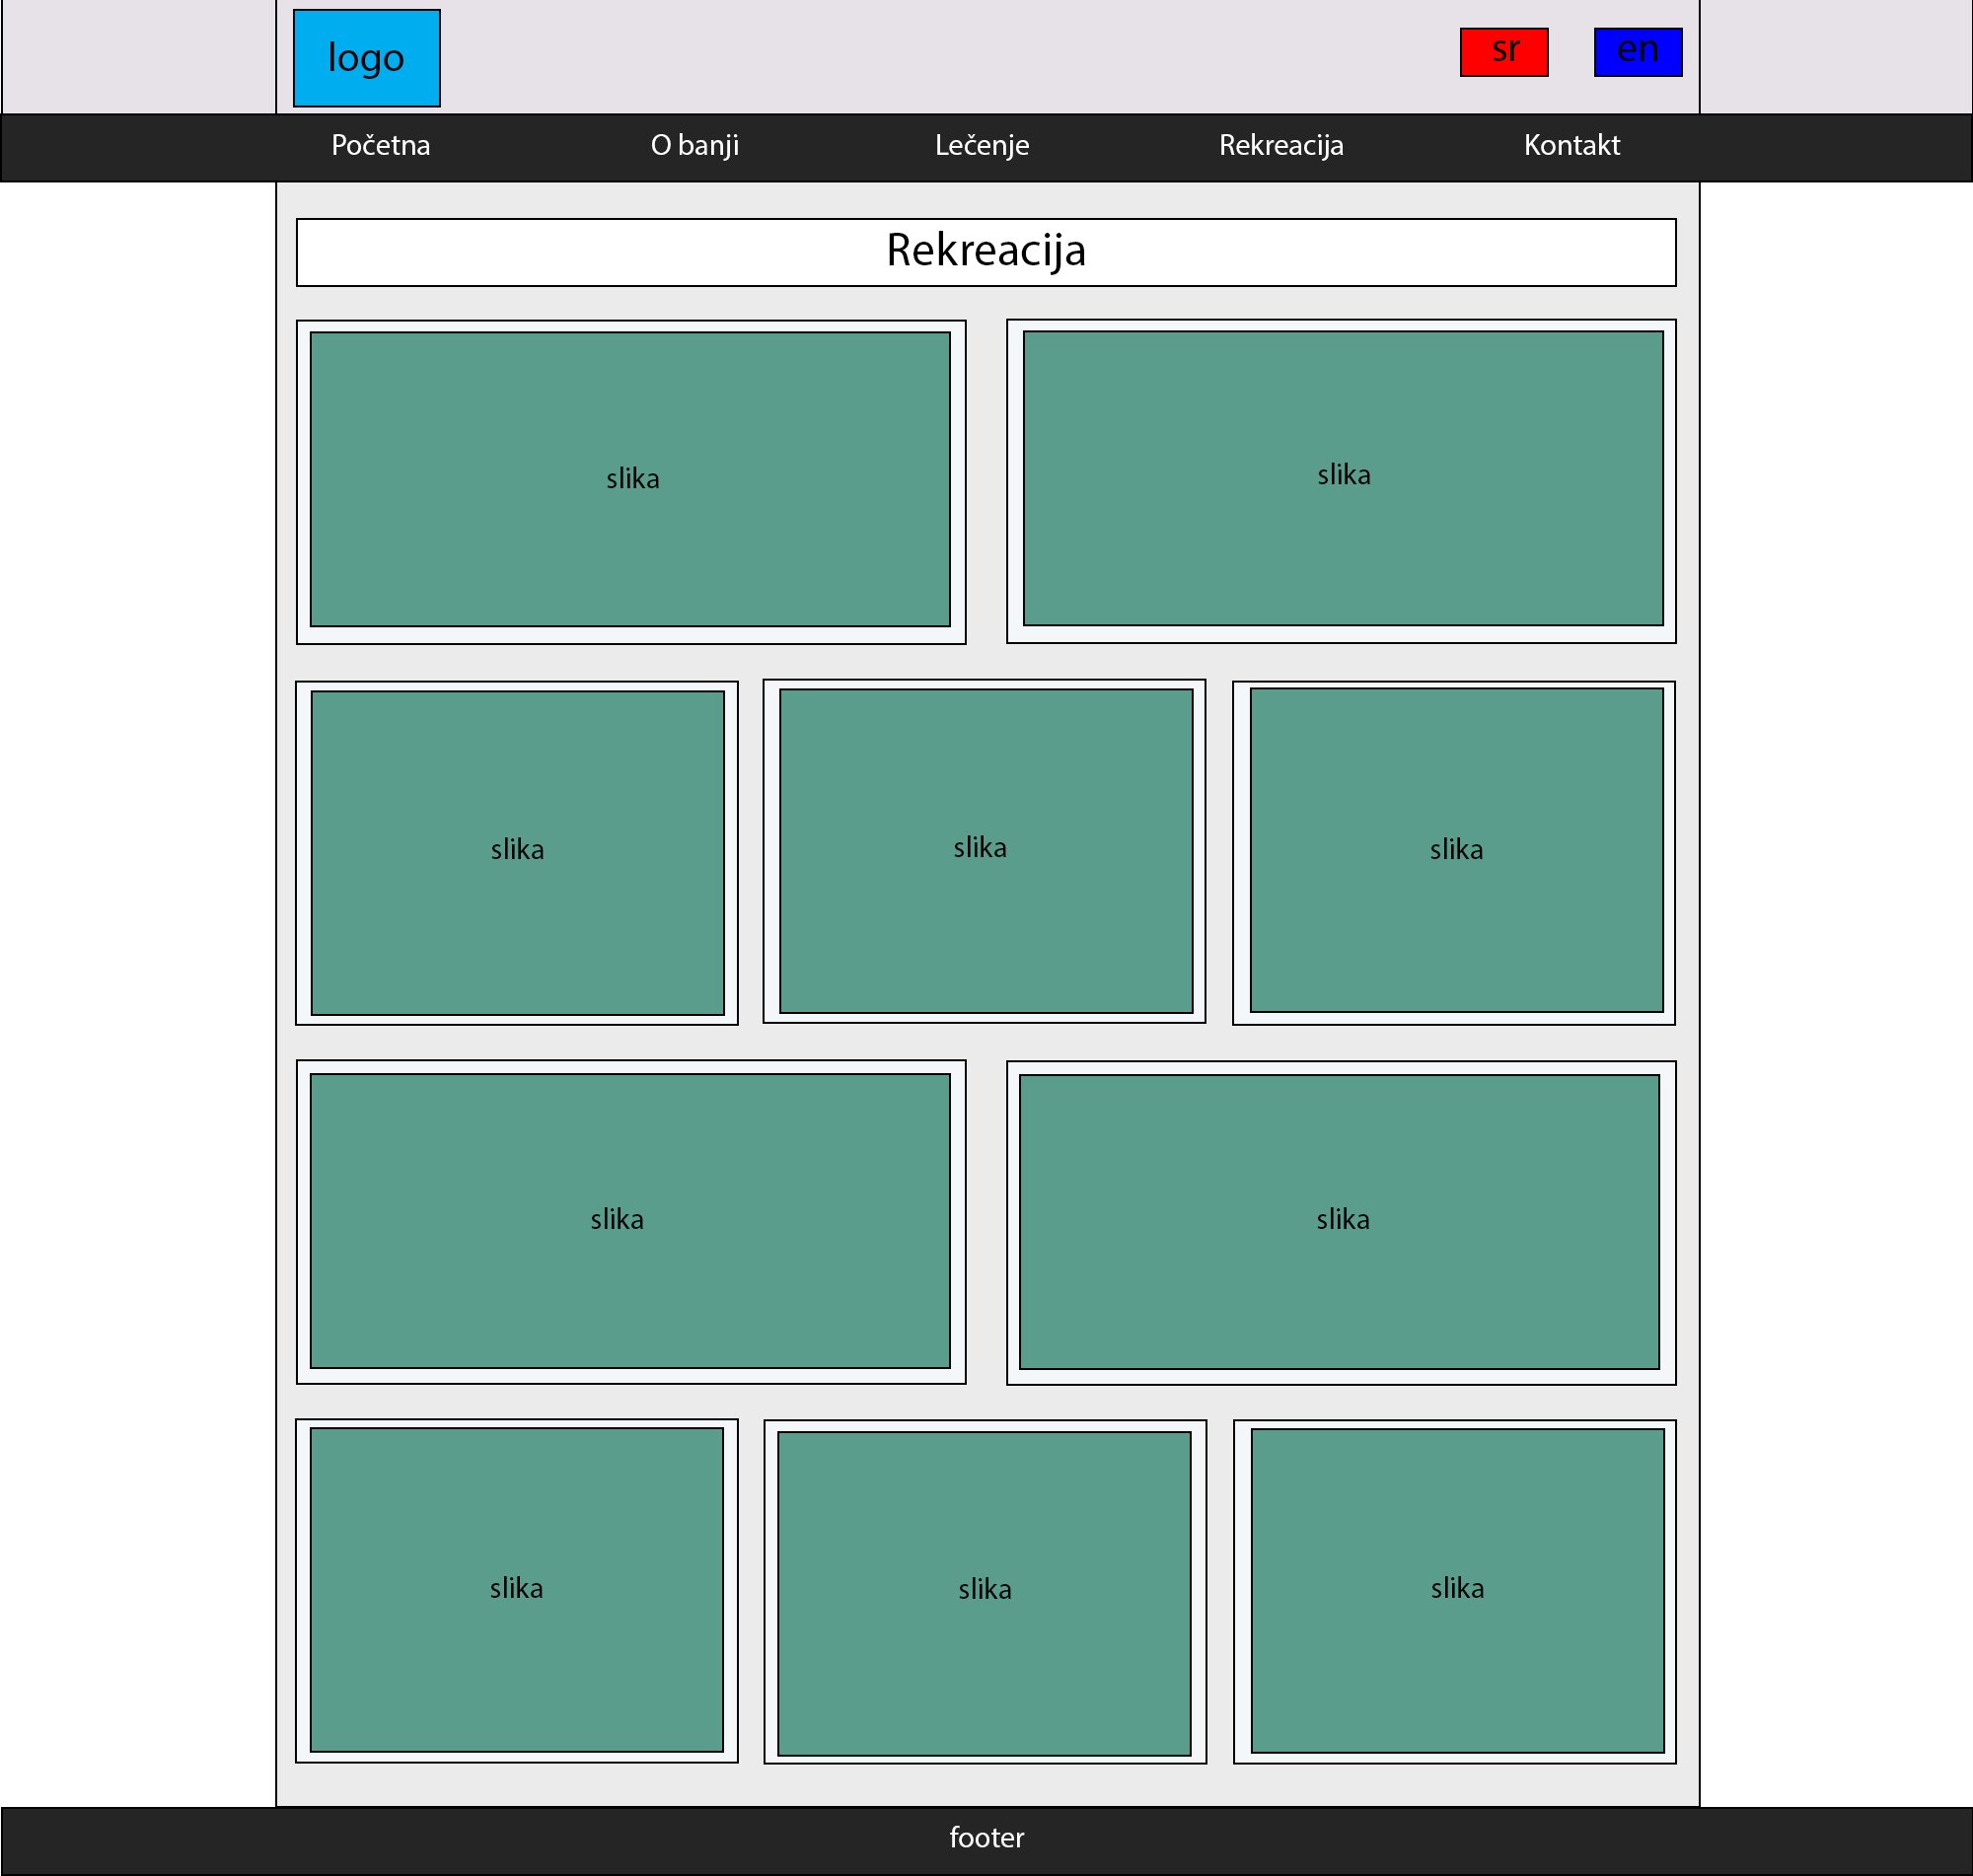 logo
sr
en
Početna
O banji
Lečenje
Rekreacija
Kontakt
Rekreacija
slika
slika
slika
slika
slika
slika
slika
slika
slika
slika
footer